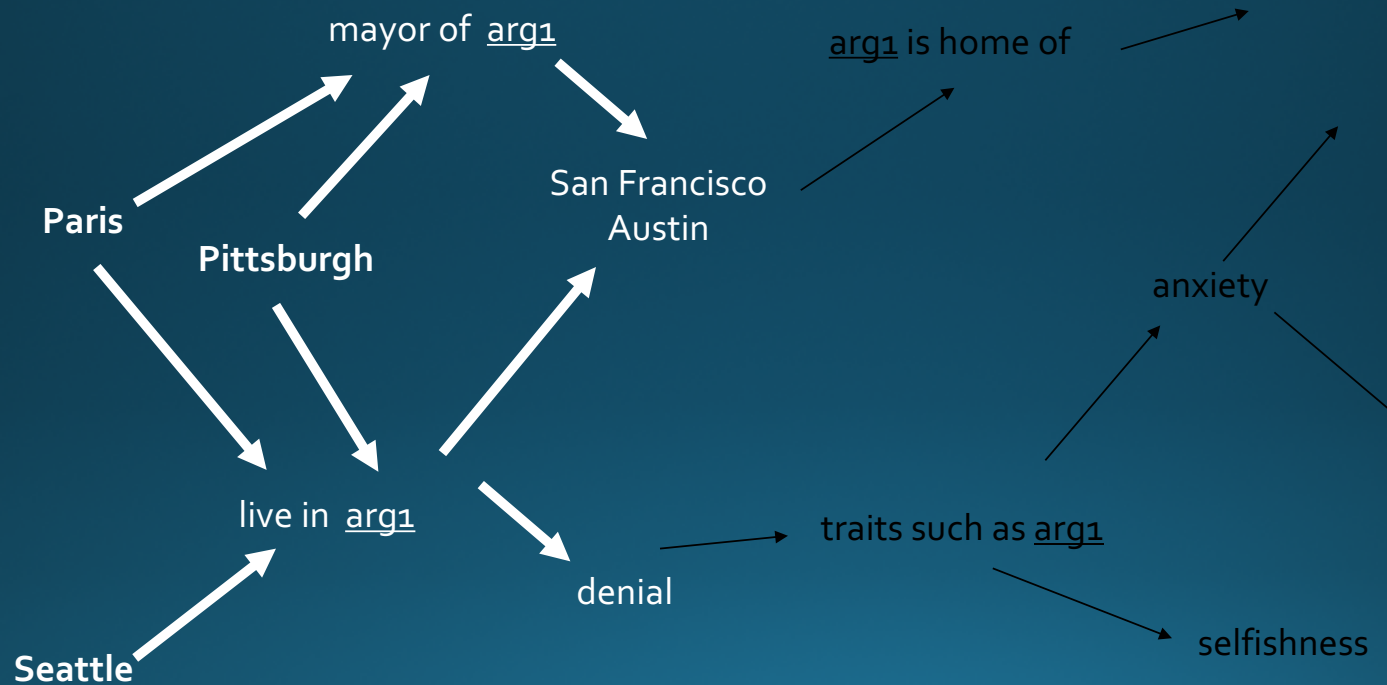 mayor of arg1
arg1 is home of
San Francisco
Austin
Paris
Pittsburgh
anxiety
live in arg1
traits such as arg1
denial
selfishness
Seattle